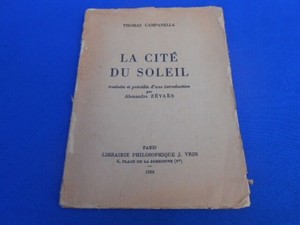 THOMAS CAMPANELLA
LA CITÉ
DU SOLEIL
traduite et précédée d'une introduction
par
Alexandre ZÉVAÈS
PARIS
LIBRAIRIE PHILOSOPHIQUE J. VRIN
6, PLACE DE LA SORBONNE (Vᵉ)